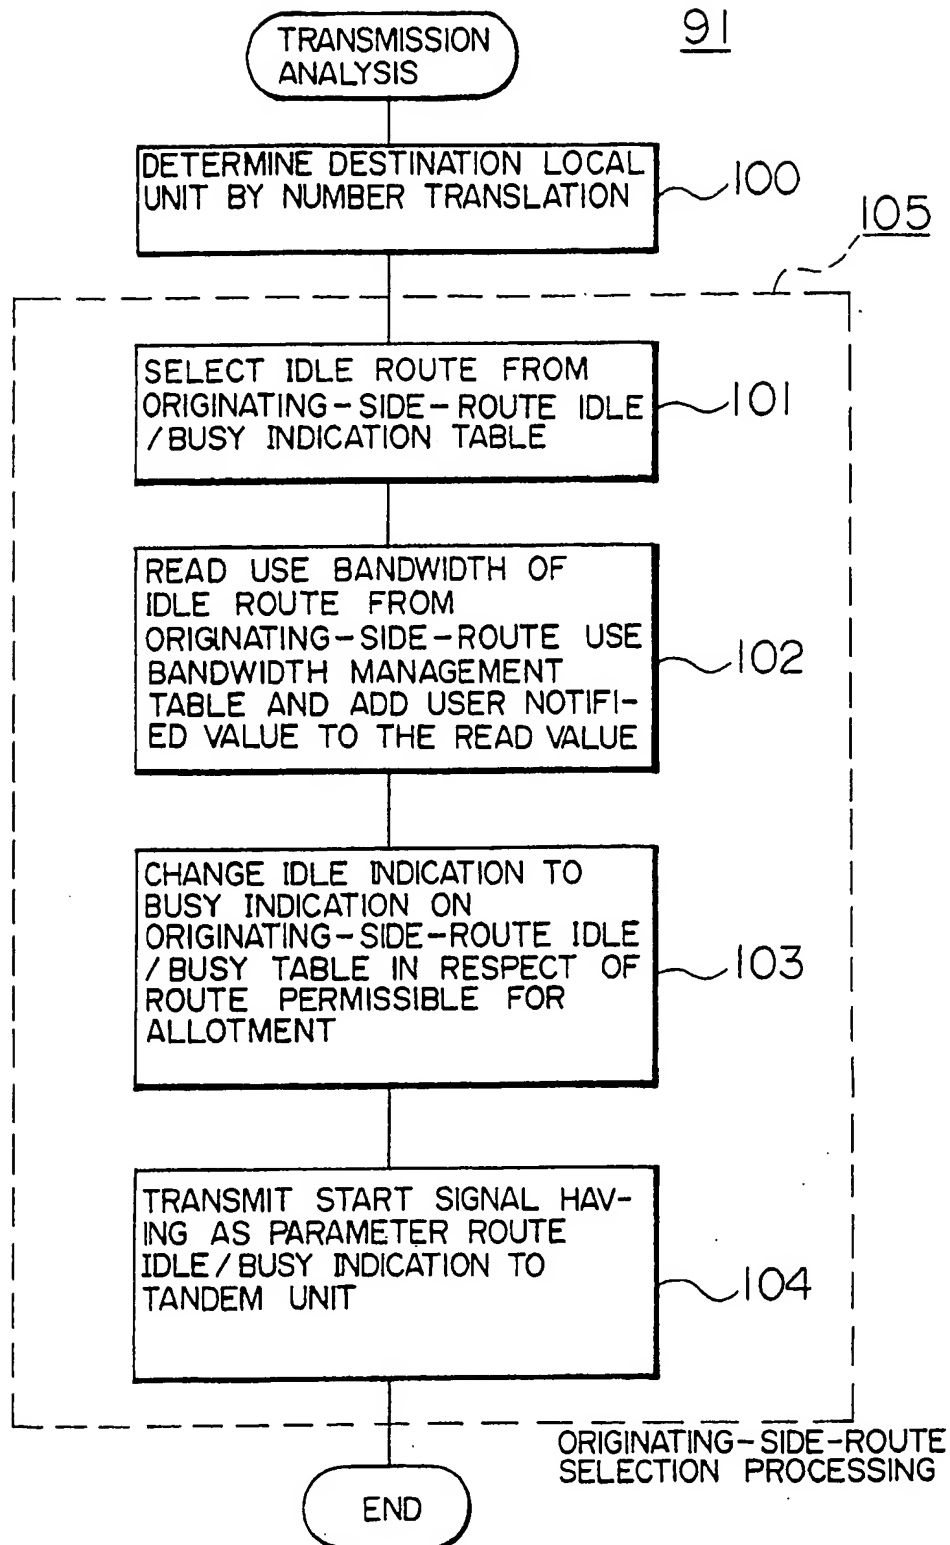 TRANSMISSION
ANALYSIS
91
DETERMINE DESTINATION LOCAL
UNIT BY NUMBER TRANSLATION
100
105
SELECT IDLE ROUTE FROM
ORIGINATING-SIDE-ROUTE IDLE
/BUSY INDICATION TABLE
101
READ USE BANDWIDTH OF
IDLE ROUTE FROM
ORIGINATING-SIDE-ROUTE USE
BANDWIDTH MANAGEMENT
TABLE AND ADD USER NOTIFI-
ED VALUE TO THE READ VALUE
102
CHANGE IDLE INDICATION TO
BUSY INDICATION ON
ORIGINATING-SIDE-ROUTE IDLE
/BUSY TABLE IN RESPECT OF
ROUTE PERMISSIBLE FOR
ALLOTMENT
103
TRANSMIT START SIGNAL HAV-
ING AS PARAMETER ROUTE
IDLE/BUSY INDICATION TO
TANDEM UNIT
104
ORIGINATING-SIDE-ROUTE
SELECTION PROCESSING
END